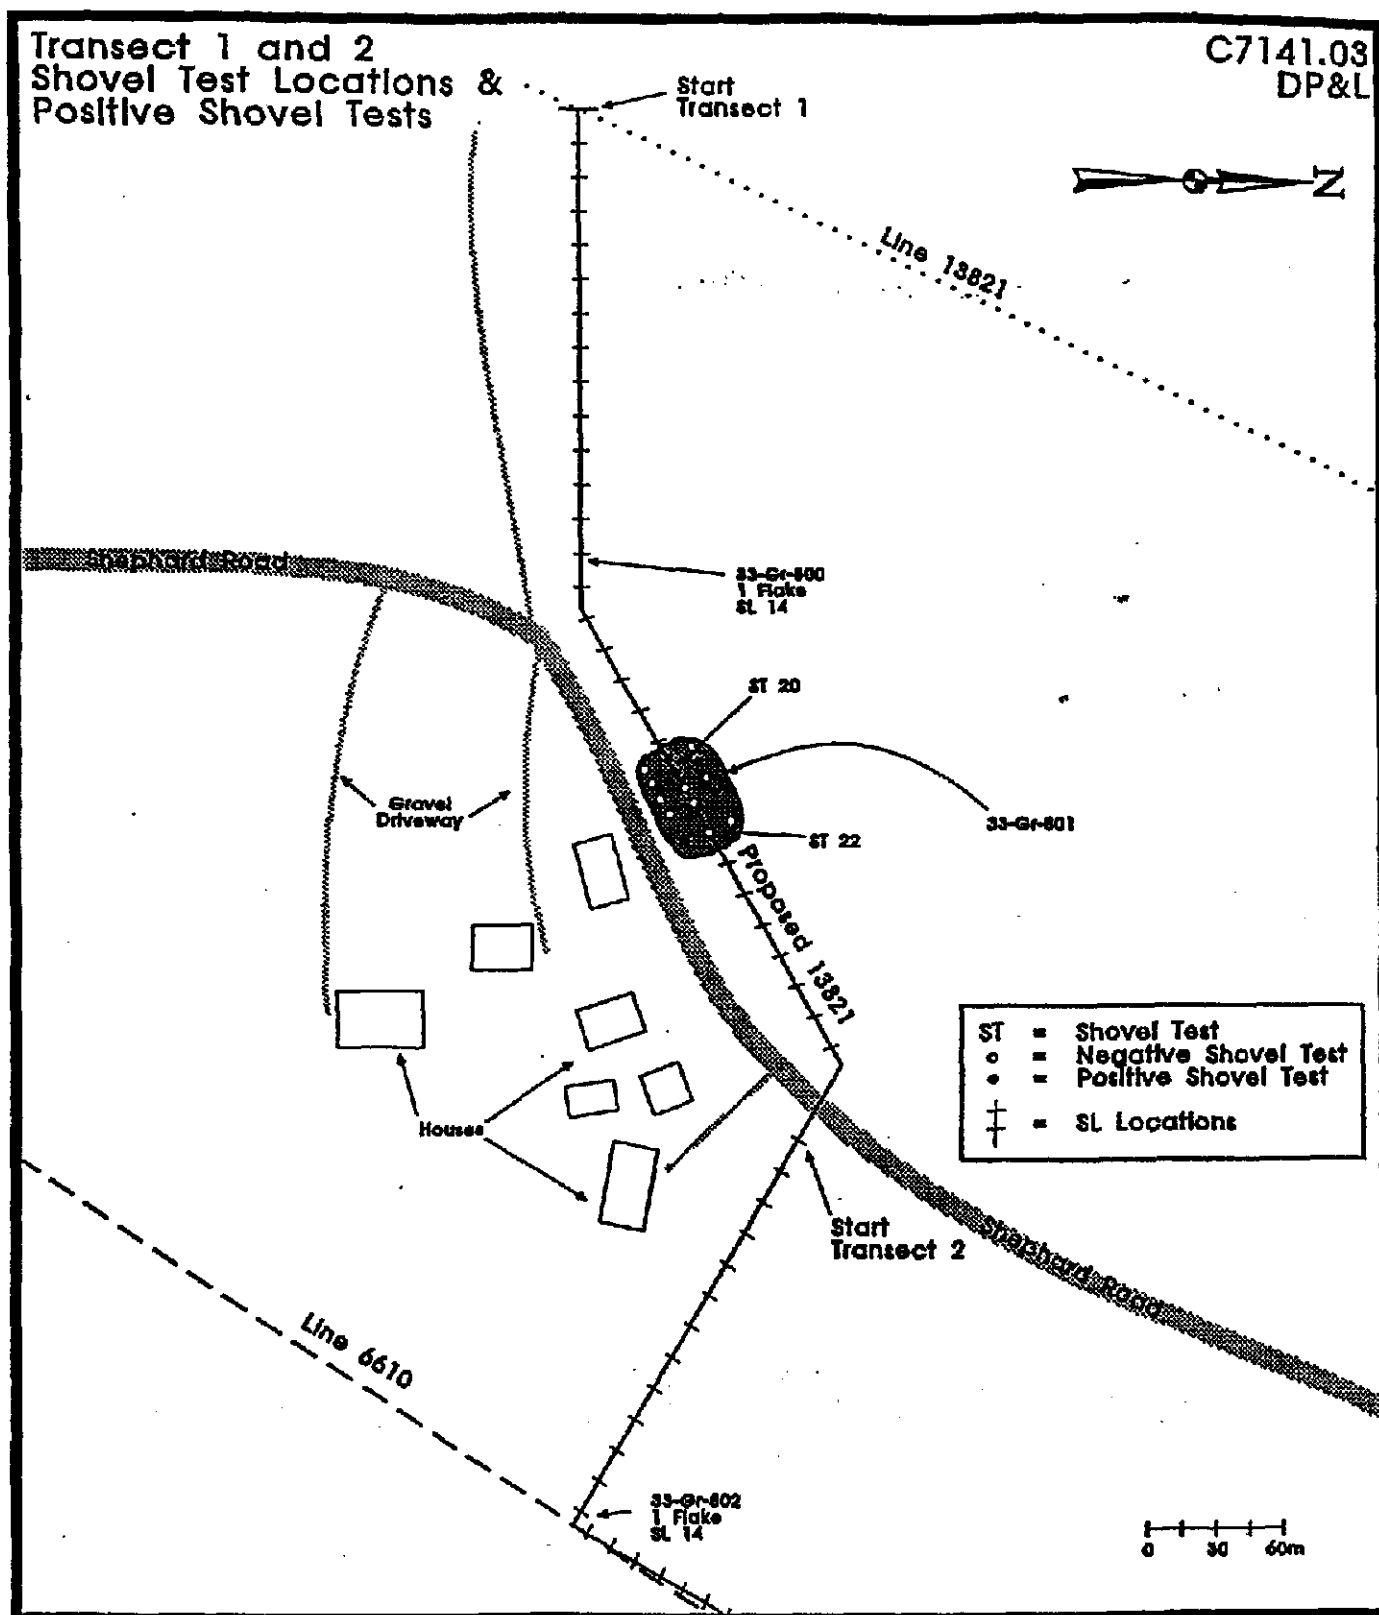 Transect 1 and 2
Shovel Test Locations &
Positive Shovel Tests
C7141.03
DP&L
Start
Transect 1
N
Line 13821
Shephard Road
33-Gr-800
1 Flake
SL 14
ST 20
Gravel
Driveway
33-Gr-801
ST 22
Proposed 13821
ST = Shovel Test
o = Negative Shovel Test
● = Positive Shovel Test
= SL Locations
Houses
Start
Transect 2
Shephard Road
Line 6610
33-Gr-802
1 Flake
SL 14
0 30 60m